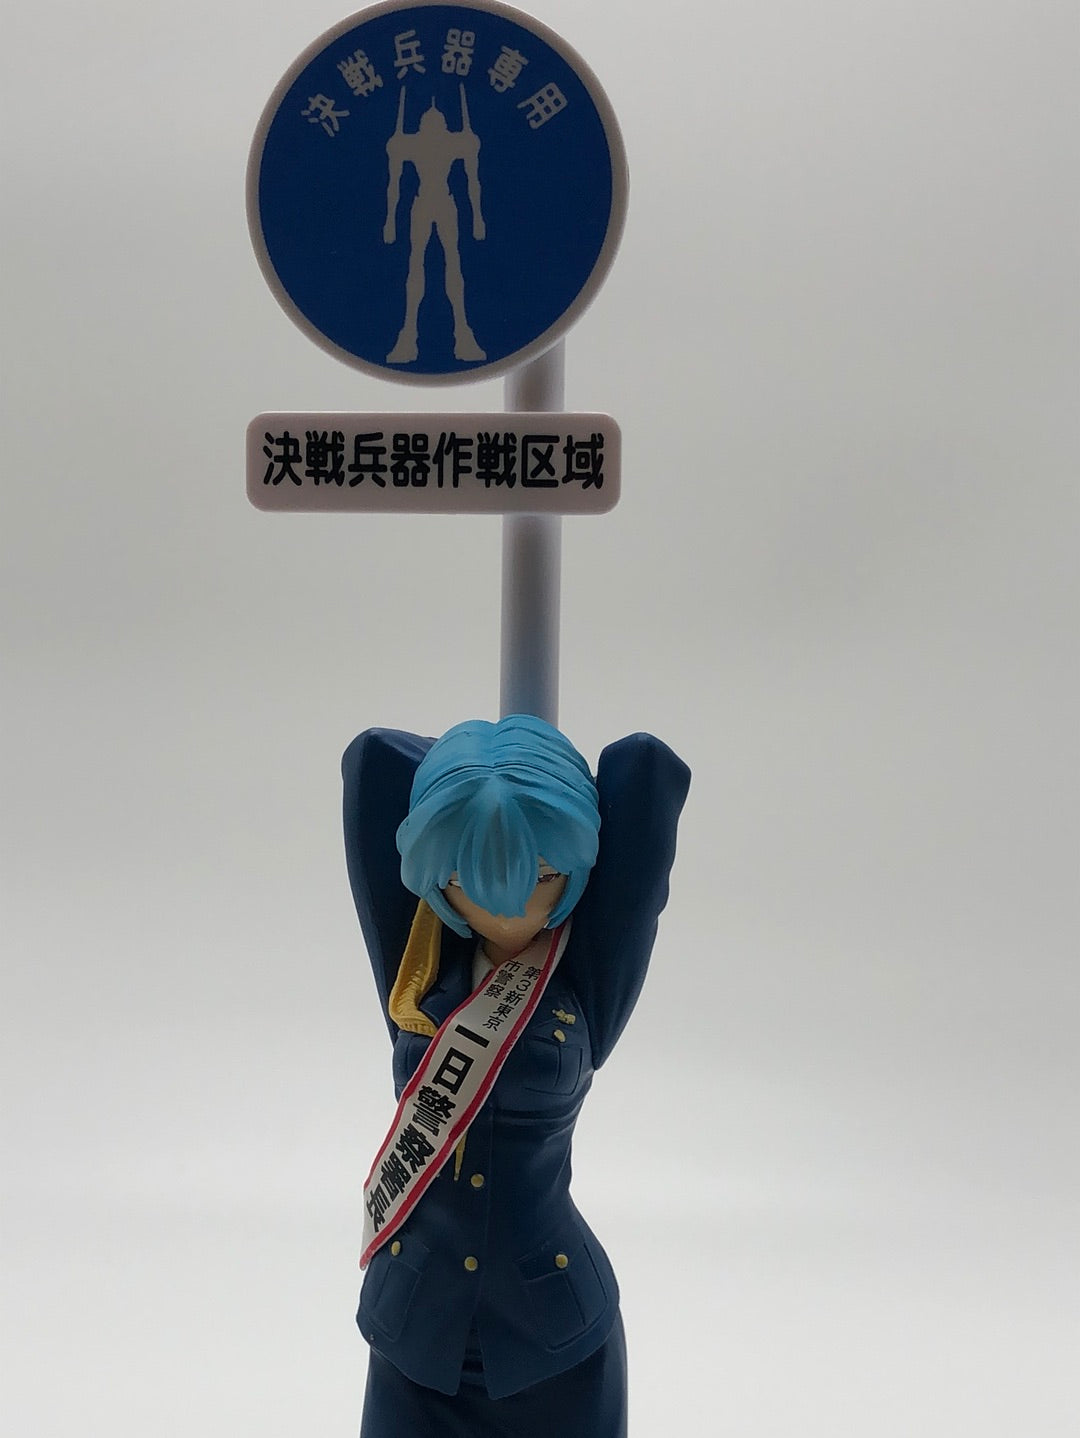 決戦兵器専用
決戦兵器作戦区域
第3新東京
市警察
一日警察署長